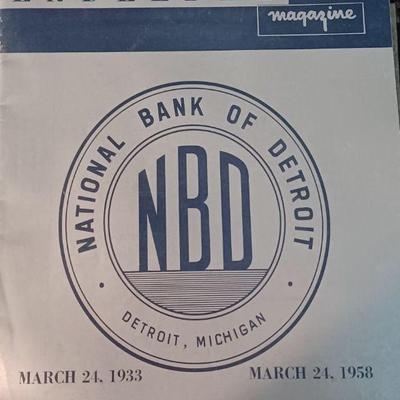 magazine
NATIONAL BANK OF DETROIT
NBD
DETROIT, MICHIGAN
MARCH 24, 1933
MARCH 24, 1958